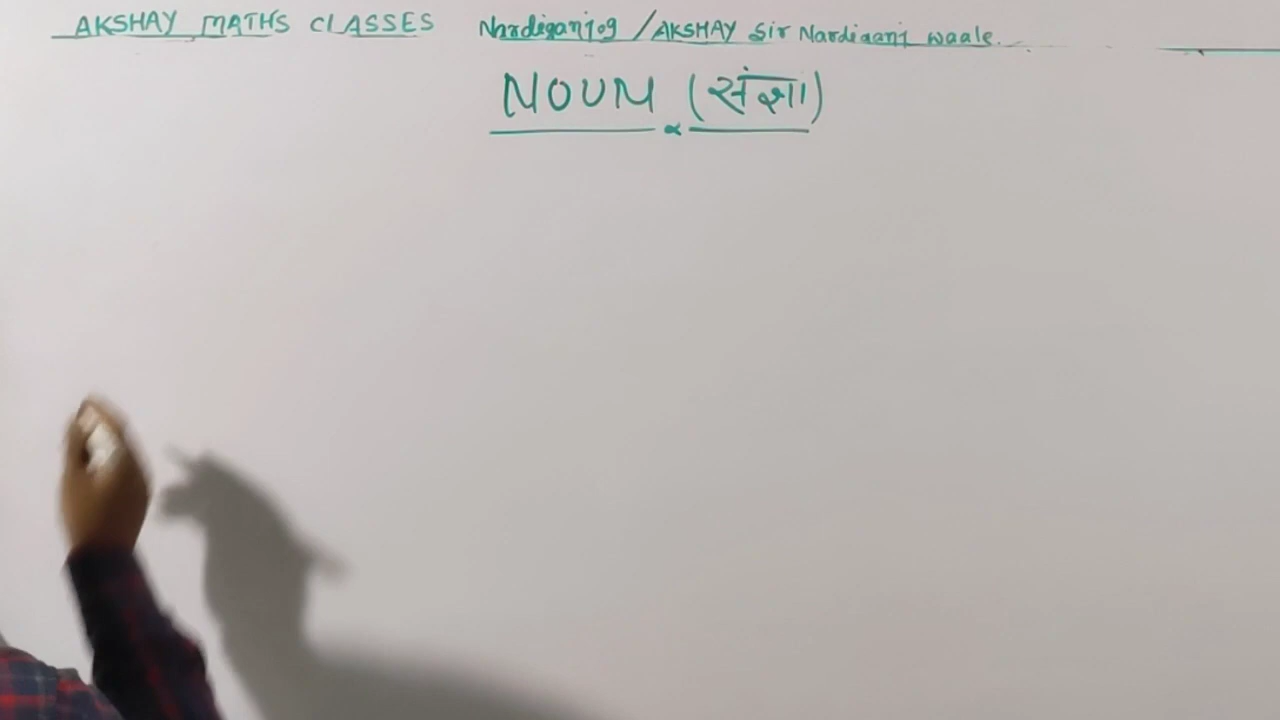 AKSHAY MATHS CLASSES Nardiganjog / AKSHAY Sir Nardiganj waale.
NOUN (संज्ञा)